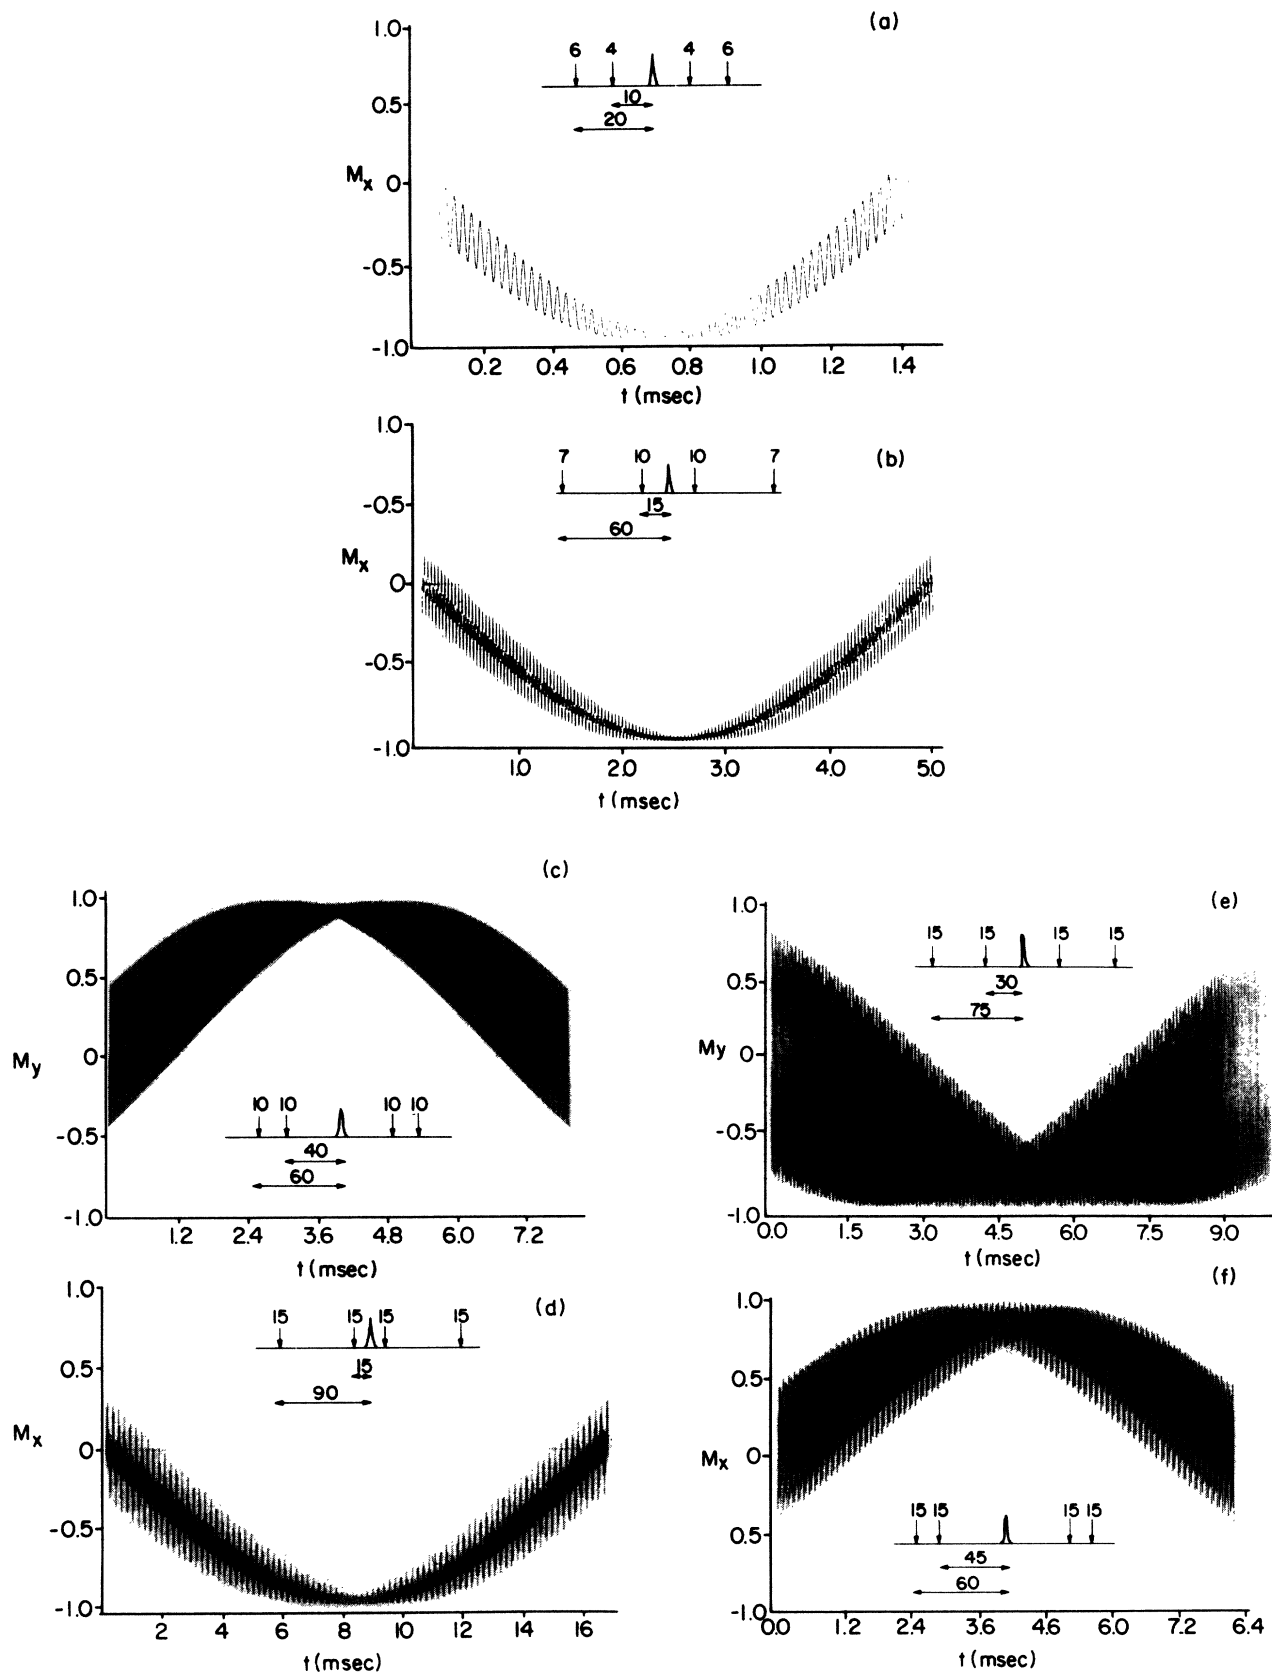 (a)
1.0
6 4 4 6
0.5
10
20
Mx 0
-0.5
-1.0
0.2 0.4 0.6 0.8 1.0 1.2 1.4
t (msec)
(b)
1.0
7 10 10 7
-0.5
15
60
Mx
0
-0.5
-1.0
1.0 2.0 3.0 4.0 5.0
t (msec)
(c)
1.0
0.5
My
0
10 10 10 10
-0.5
40
60
-1.0
1.2 2.4 3.6 4.8 6.0 7.2
t (msec)
(e)
1.0
15 15 15 15
0.5
30
75
My 0
-0.5
-1.0
0.0 1.5 3.0 4.5 6.0 7.5 9.0
t (msec)
(d)
1.0
15 15 15 15
0.5
15
90
Mx
0
-0.5
-1.0
2 4 6 8 10 12 14 16
t (msec)
(f)
1.0
0.5
Mx 0
15 15 15 15
0.5
45
60
-1.0
0.0 1.2 2.4 3.6 4.6 6.0 7.2 6.4
t (msec)